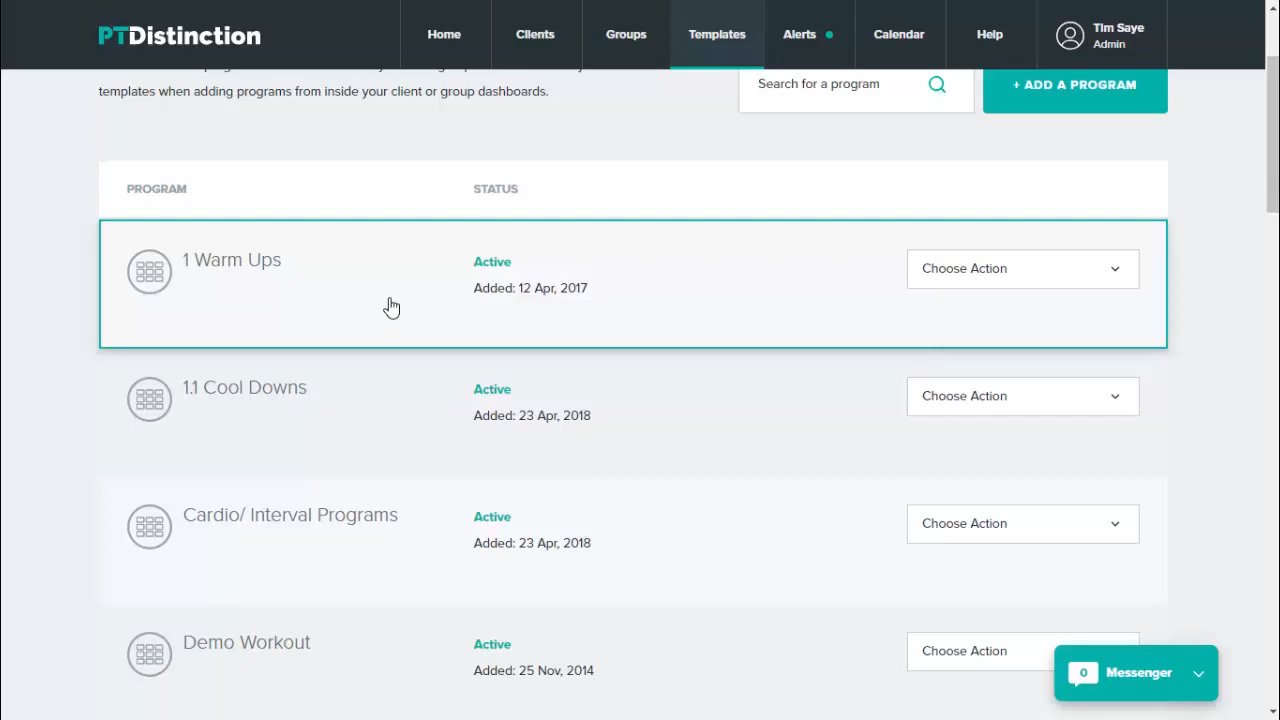 PTDistinction
Home
Clients
Groups
Templates
Alerts
Calendar
Help
Tim Saye
Admin
templates when adding programs from inside your client or group dashboards.
Search for a program
+ ADD A PROGRAM
PROGRAM
STATUS
1 Warm Ups
Active
Added: 12 Apr, 2017
Choose Action
1.1 Cool Downs
Active
Added: 23 Apr, 2018
Choose Action
Cardio/ Interval Programs
Active
Added: 23 Apr, 2018
Choose Action
Demo Workout
Active
Added: 25 Nov, 2014
Choose Action
0 Messenger